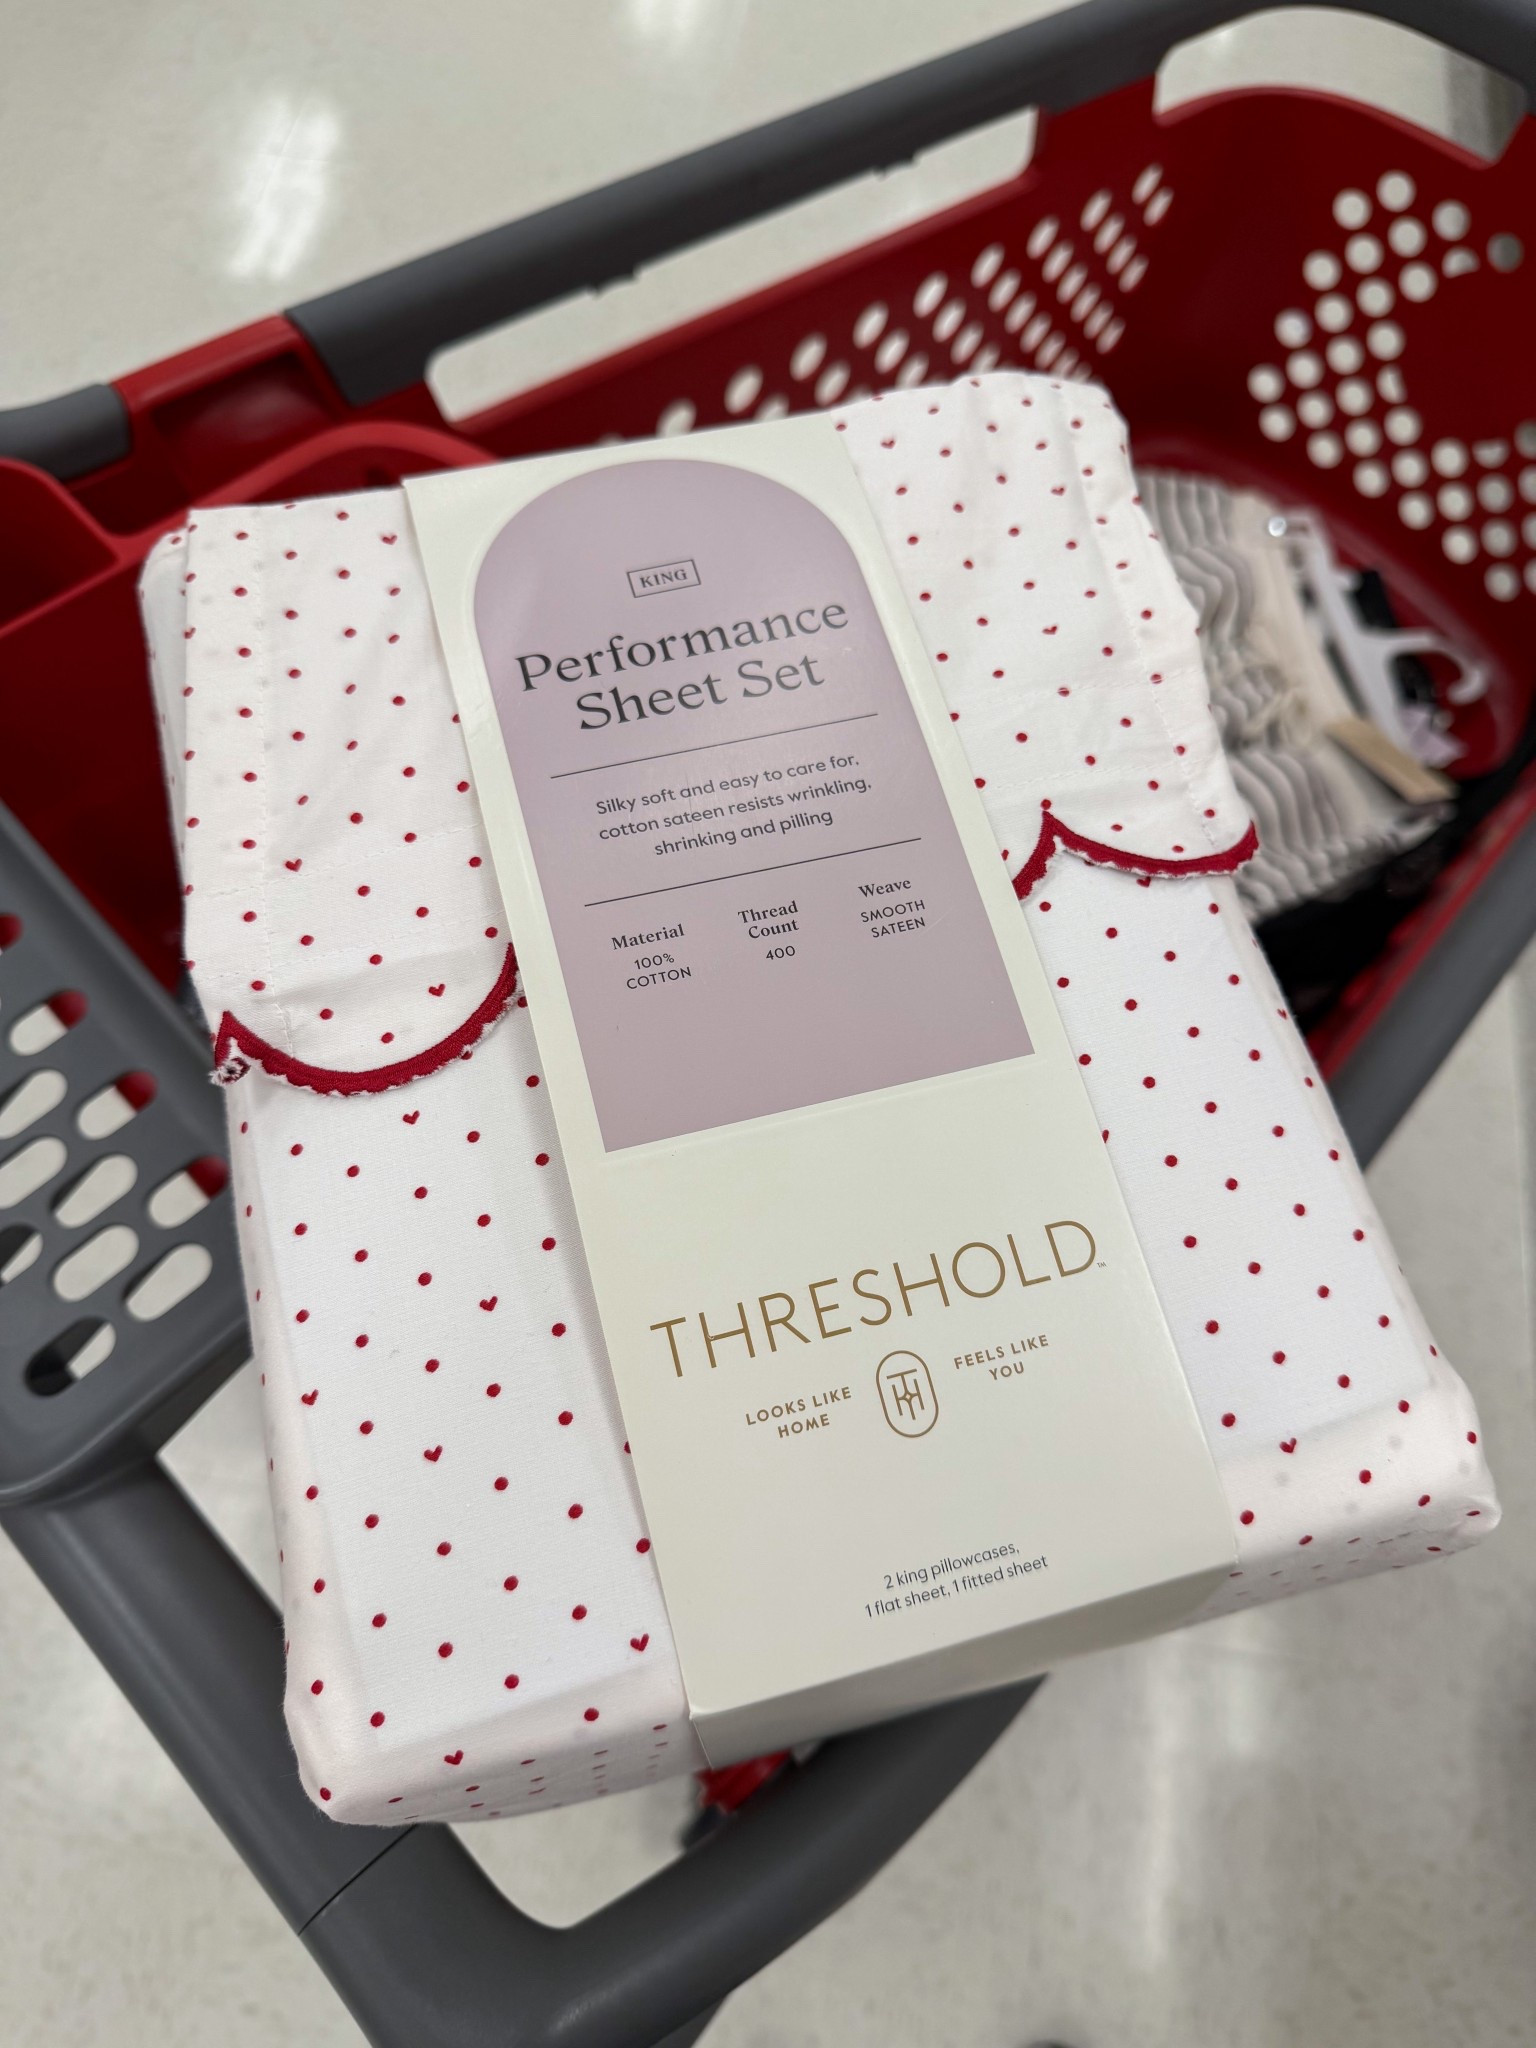 KING
Performance
Sheet Set
Silky soft and easy to care for,
cotton sateen resists wrinkling,
shrinking and pilling
Material
100%
COTTON
Thread
Count
400
Weave
SMOOTH
SATEEN
THRESHOLD™
LOOKS LIKE
HOME
TH
FEELS LIKE
YOU
2 king pillowcases,
1 flat sheet, 1 fitted sheet